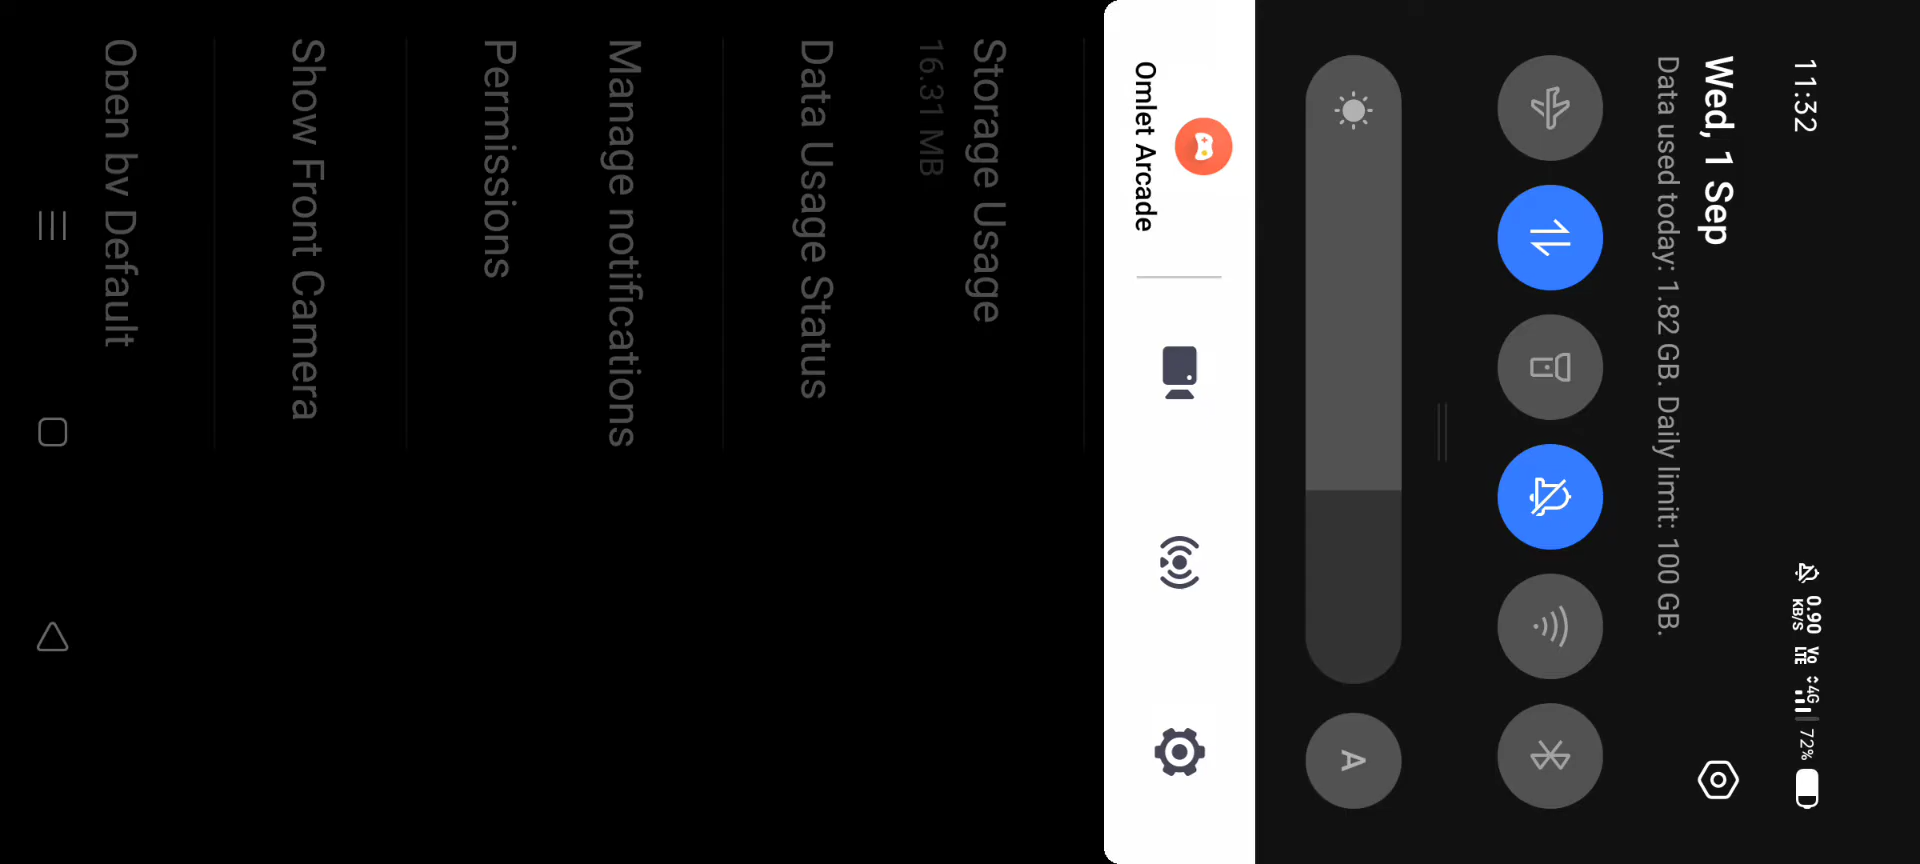 11:32
0.90
KB/S
Vo
LTE
4G
72%
Wed, 1 Sep
Data used today: 1.82 GB. Daily limit: 100 GB.
A
Omlet Arcade
Storage Usage
16.31 MB
Data Usage Status
Manage notifications
Permissions
Show Front Camera
Open by Default